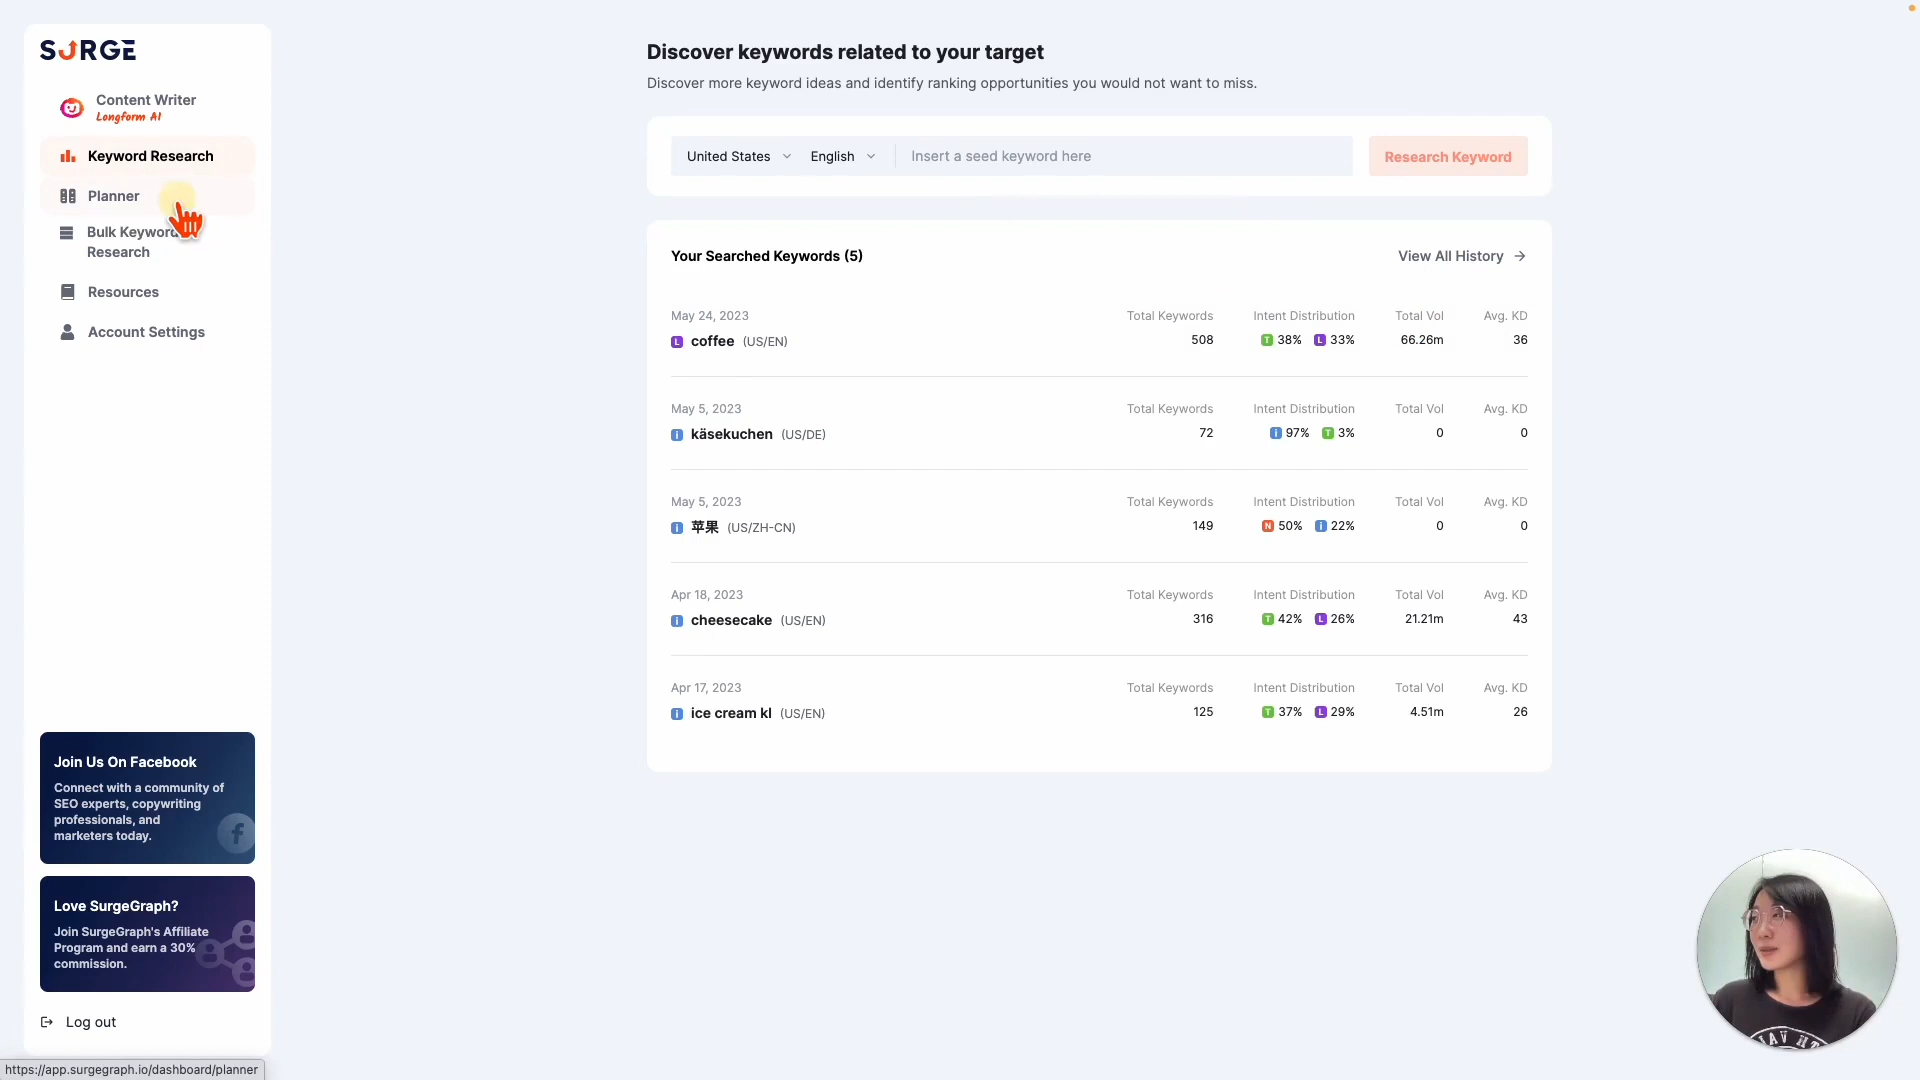 SURGE
Content Writer
Longform AI
Keyword Research
Planner
Bulk Keyword
Research
Resources
Account Settings
Join Us On Facebook
Connect with a community of
SEO experts, copywriting
professionals, and
marketers today.
Love SurgeGraph?
Join SurgeGraph's Affiliate
Program and earn a 30%
commission.
Log out
https://app.surgegraph.io/dashboard/planner
Discover keywords related to your target
Discover more keyword ideas and identify ranking opportunities you would not want to miss.
United States English Insert a seed keyword here Research Keyword
Your Searched Keywords (5) View All History
May 24, 2023 Total Keywords Intent Distribution Total Vol Avg. KD
L coffee (US/EN) 508 T 38% L 33% 66.26m 36
May 5, 2023 Total Keywords Intent Distribution Total Vol Avg. KD
i käsekuchen (US/DE) 72 i 97% T 3% 0 0
May 5, 2023 Total Keywords Intent Distribution Total Vol Avg. KD
i 苹果 (US/ZH-CN) 149 N 50% i 22% 0 0
Apr 18, 2023 Total Keywords Intent Distribution Total Vol Avg. KD
i cheesecake (US/EN) 316 T 42% L 26% 21.21m 43
Apr 17, 2023 Total Keywords Intent Distribution Total Vol Avg. KD
i ice cream kl (US/EN) 125 T 37% L 29% 4.51m 26